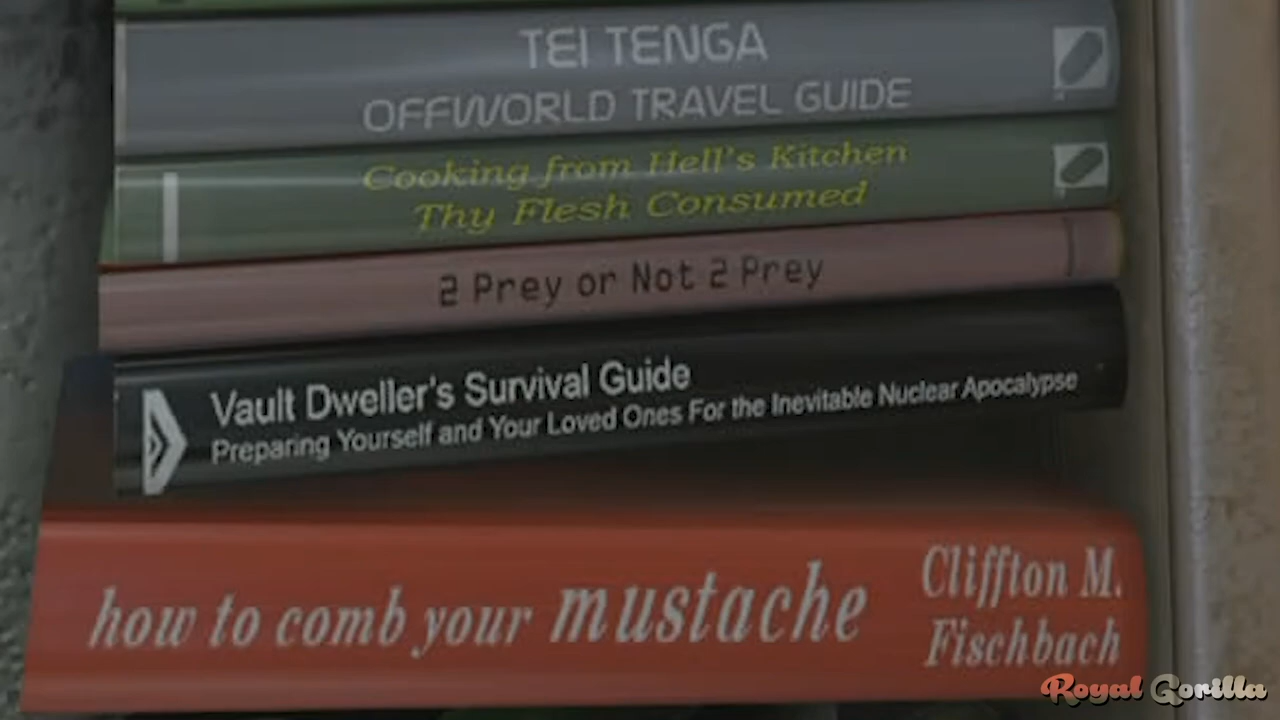 TEI TENGA
OFFWORLD TRAVEL GUIDE
Cooking from Hell's Kitchen
Thy Flesh Consumed
2 Prey or Not 2 Prey
Vault Dweller's Survival Guide
Preparing Yourself and Your Loved Ones For the Inevitable Nuclear Apocalypse
how to comb your mustache
Cliffton M.
Fischbach
Royal Gorilla